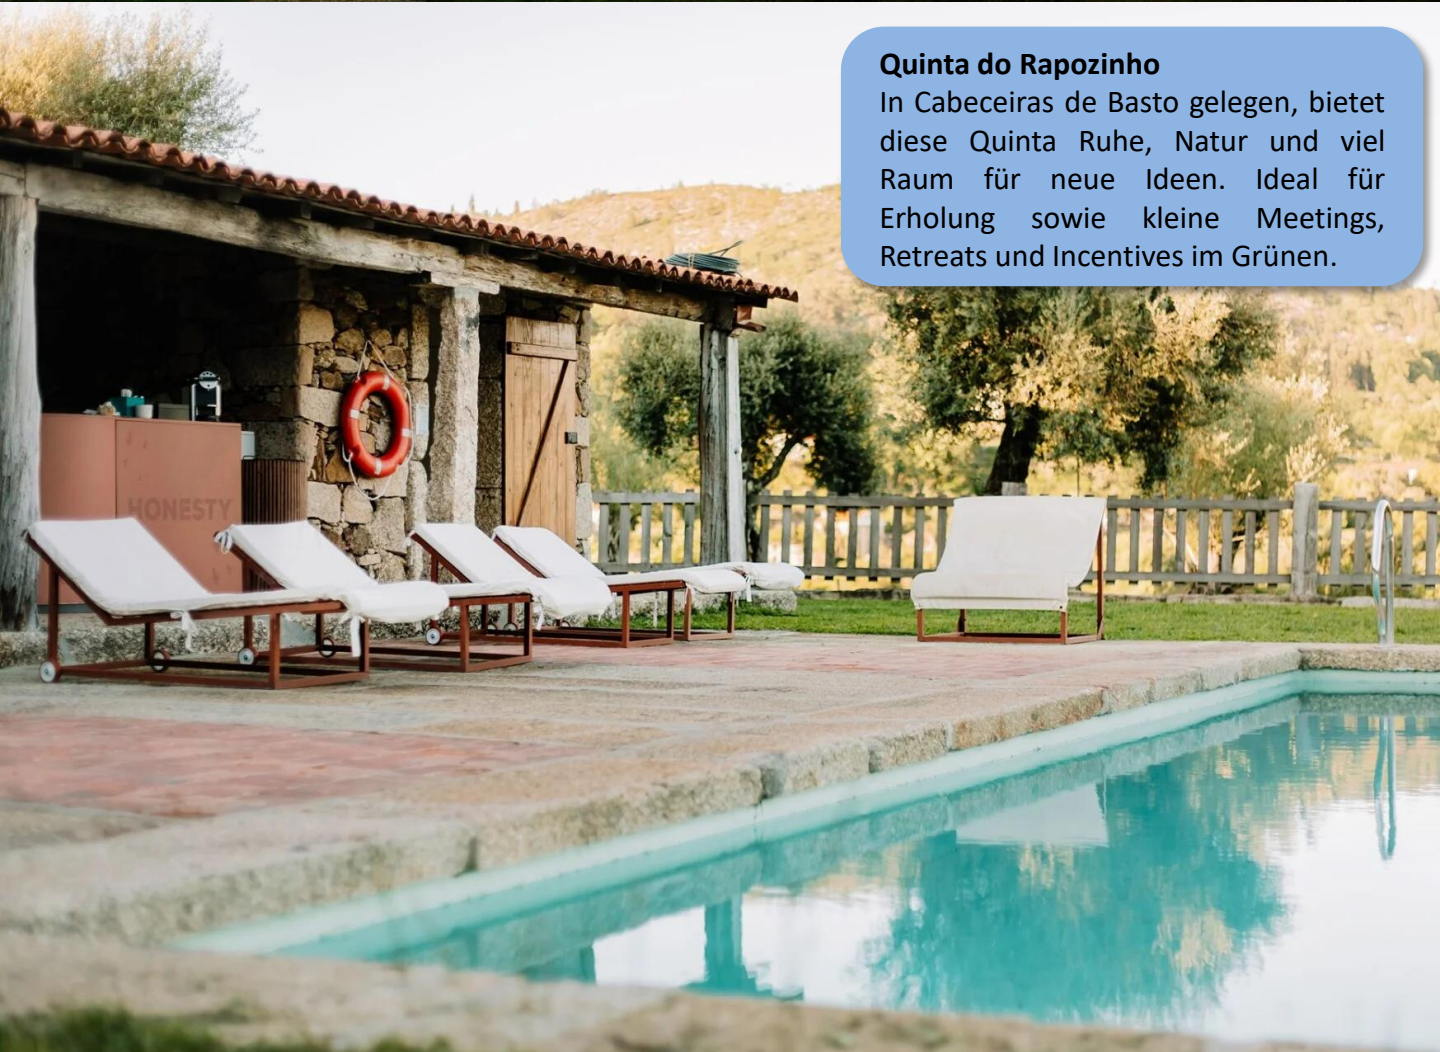 Quinta do Rapozinho
In Cabeceiras de Basto gelegen, bietet
diese Quinta Ruhe, Natur und viel
Raum für neue Ideen. Ideal für
Erholung sowie kleine Meetings,
Retreats und Incentives im Grünen.
HONESTY